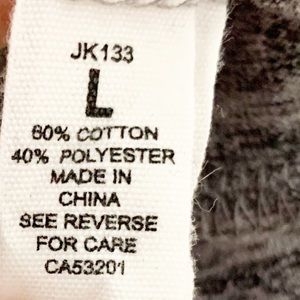 JK133
L
60% COTTON
40% POLYESTER
MADE IN
CHINA
SEE REVERSE
FOR CARE
CA53201